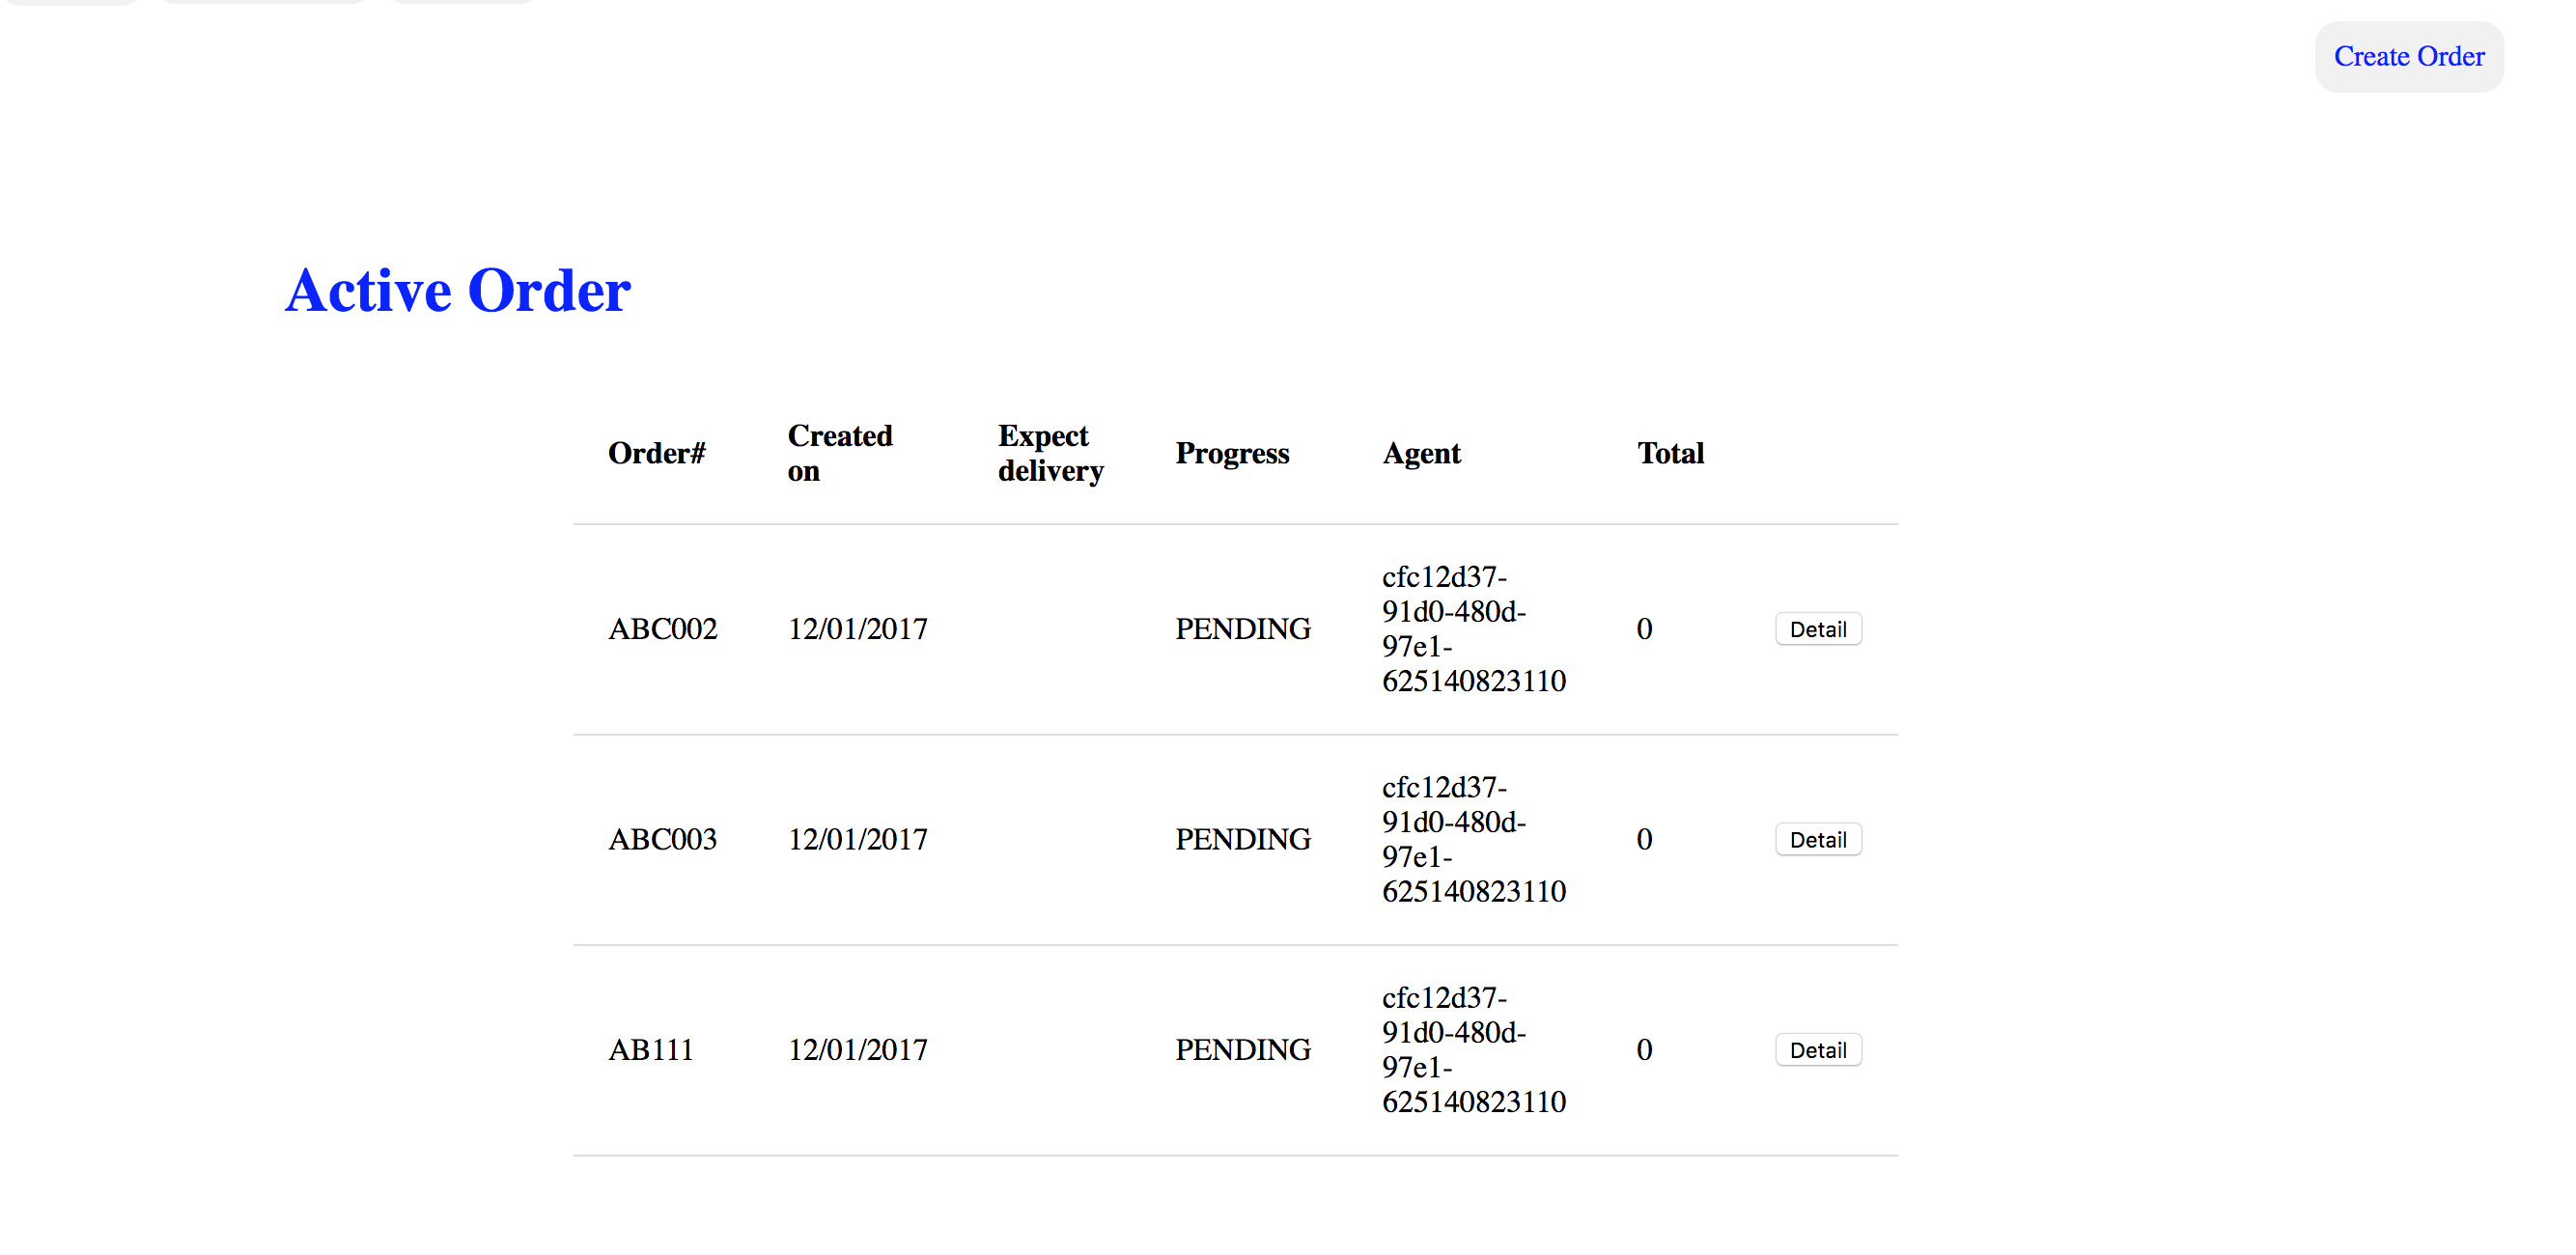 Create Order
Active Order
Order# Created on Expect delivery Progress Agent Total
ABC002 12/01/2017 PENDING cfc12d37-91d0-480d-97e1-625140823110 0 Detail
ABC003 12/01/2017 PENDING cfc12d37-91d0-480d-97e1-625140823110 0 Detail
AB111 12/01/2017 PENDING cfc12d37-91d0-480d-97e1-625140823110 0 Detail